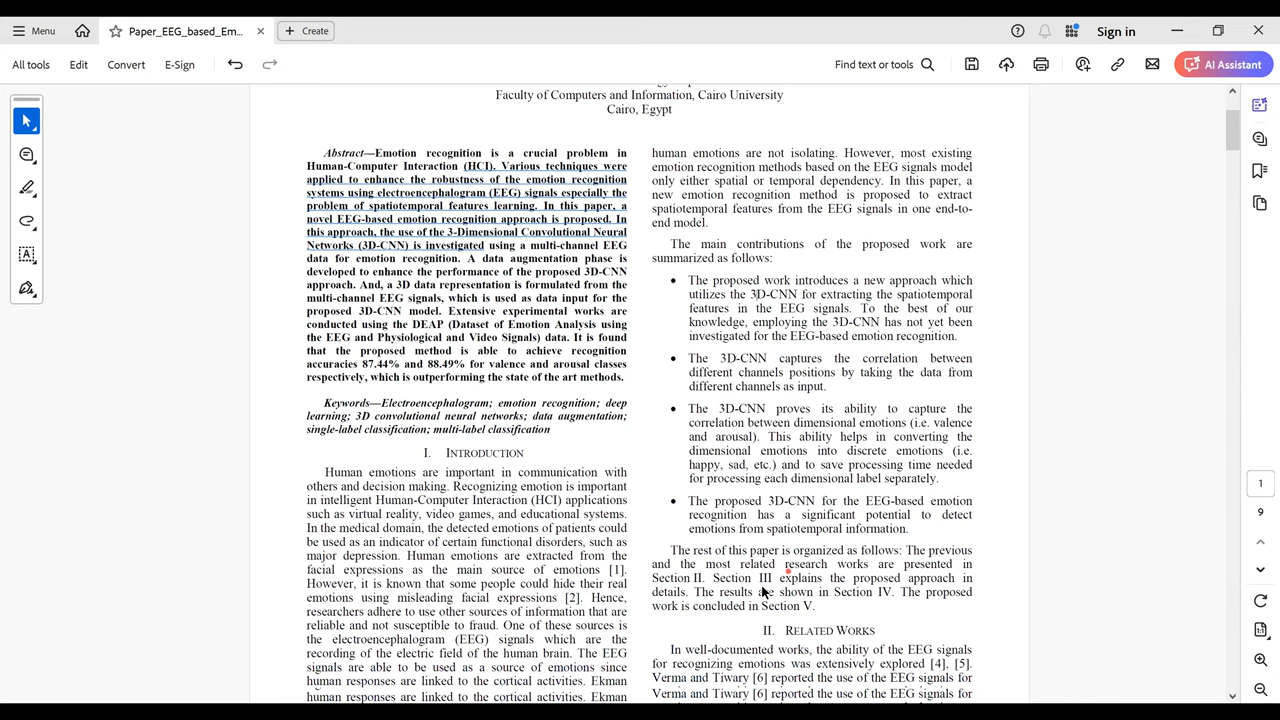 Menu
Paper_EEG_based_Em...
Create
Sign in
All tools
Edit
Convert
E-Sign
Find text or tools
AI Assistant
Faculty of Computers and Information, Cairo University
Cairo, Egypt
Abstract—Emotion recognition is a crucial problem in
Human-Computer Interaction (HCI). Various techniques were
applied to enhance the robustness of the emotion recognition
systems using electroencephalogram (EEG) signals especially the
problem of spatiotemporal features learning. In this paper, a
novel EEG-based emotion recognition approach is proposed. In
this approach, the use of the 3-Dimensional Convolutional Neural
Networks (3D-CNN) is investigated using a multi-channel EEG
data for emotion recognition. A data augmentation phase is
developed to enhance the performance of the proposed 3D-CNN
approach. And, a 3D data representation is formulated from the
multi-channel EEG signals, which is used as data input for the
proposed 3D-CNN model. Extensive experimental works are
conducted using the DEAP (Dataset of Emotion Analysis using
the EEG and Physiological and Video Signals) data. It is found
that the proposed method is able to achieve recognition
accuracies 87.44% and 88.49% for valence and arousal classes
respectively, which is outperforming the state of the art methods.
Keywords—Electroencephalogram; emotion recognition; deep
learning; 3D convolutional neural networks; data augmentation;
single-label classification; multi-label classification
I. INTRODUCTION
Human emotions are important in communication with
others and decision making. Recognizing emotion is important
in intelligent Human-Computer Interaction (HCI) applications
such as virtual reality, video games, and educational systems.
In the medical domain, the detected emotions of patients could
be used as an indicator of certain functional disorders, such as
major depression. Human emotions are extracted from the
facial expressions as the main source of emotions [1].
However, it is known that some people could hide their real
emotions using misleading facial expressions [2]. Hence,
researchers adhere to use other sources of information that are
reliable and not susceptible to fraud. One of these sources is
the electroencephalogram (EEG) signals which are the
recording of the electric field of the human brain. The EEG
signals are able to be used as a source of emotions since
human responses are linked to the cortical activities. Ekman
human responses are linked to the cortical activities. Ekman
human emotions are not isolating. However, most existing
emotion recognition methods based on the EEG signals model
only either spatial or temporal dependency. In this paper, a
new emotion recognition method is proposed to extract
spatiotemporal features from the EEG signals in one end-to-
end model.
The main contributions of the proposed work are
summarized as follows:
• The proposed work introduces a new approach which
utilizes the 3D-CNN for extracting the spatiotemporal
features in the EEG signals. To the best of our
knowledge, employing the 3D-CNN has not yet been
investigated for the EEG-based emotion recognition.
• The 3D-CNN captures the correlation between
different channels positions by taking the data from
different channels as input.
• The 3D-CNN proves its ability to capture the
correlation between dimensional emotions (i.e. valence
and arousal). This ability helps in converting the
dimensional emotions into discrete emotions (i.e.
happy, sad, etc.) and to save processing time needed
for processing each dimensional label separately.
• The proposed 3D-CNN for the EEG-based emotion
recognition has a significant potential to detect
emotions from spatiotemporal information.
The rest of this paper is organized as follows: The previous
and the most related research works are presented in
Section II. Section III explains the proposed approach in
details. The results are shown in Section IV. The proposed
work is concluded in Section V.
II. RELATED WORKS
In well-documented works, the ability of the EEG signals
for recognizing emotions was extensively explored [4], [5].
Verma and Tiwary [6] reported the use of the EEG signals for
Verma and Tiwary [6] reported the use of the EEG signals for
1
9